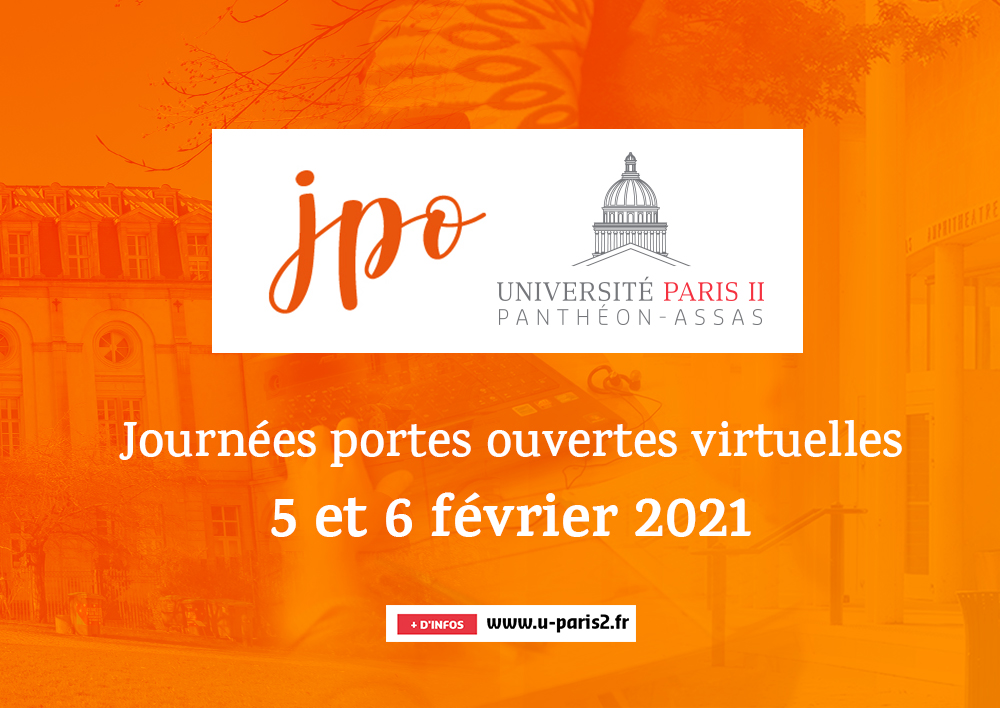 AMPHITHEATRE
jpo
UNIVERSITÉ PARIS II
PANTHÉON-ASSAS
Journées portes ouvertes virtuelles
5 et 6 février 2021
+ D'INFOS www.u-paris2.fr